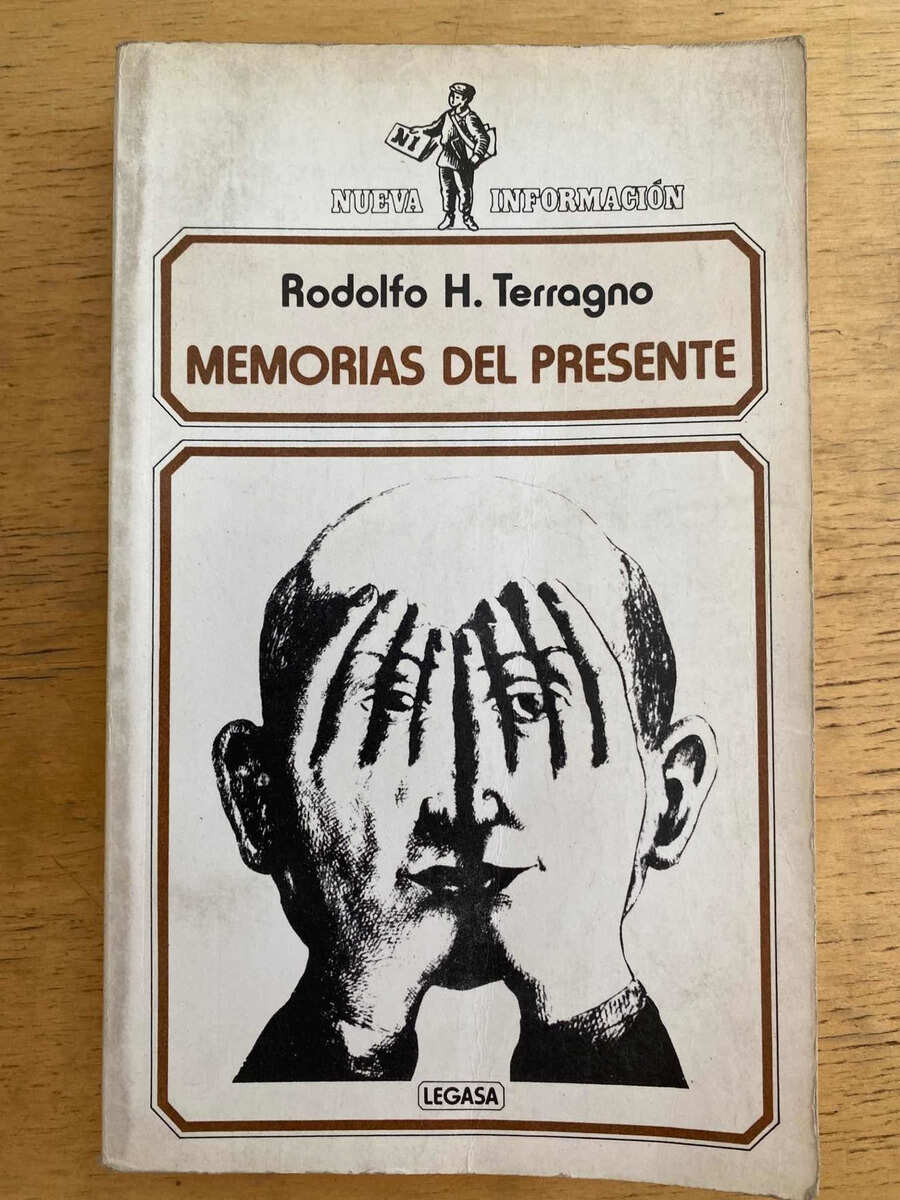 NI
NUEVA INFORMACIÓN
Rodolfo H. Terragno
MEMORIAS DEL PRESENTE
LEGASA